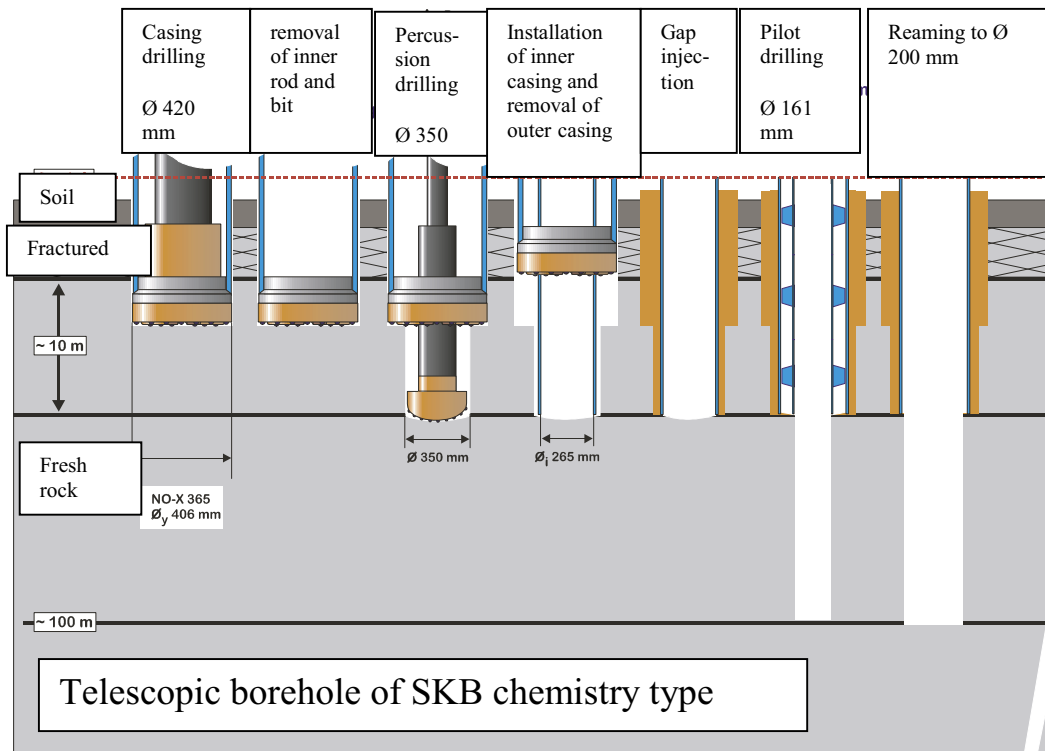 Casing
drilling
Ø 420
mm
removal
of inner
rod and
bit
Percus-
sion
drilling
Ø 350
Installation
of inner
casing and
removal of
outer casing
Gap
injec-
tion
Pilot
drilling
Ø 161
mm
Reaming to Ø
200 mm
Soil
Fractured
~ 10 m
Fresh
rock
NO-X 365
Øy 406 mm
Ø 350 mm
Øi 265 mm
~ 100 m
Telescopic borehole of SKB chemistry type